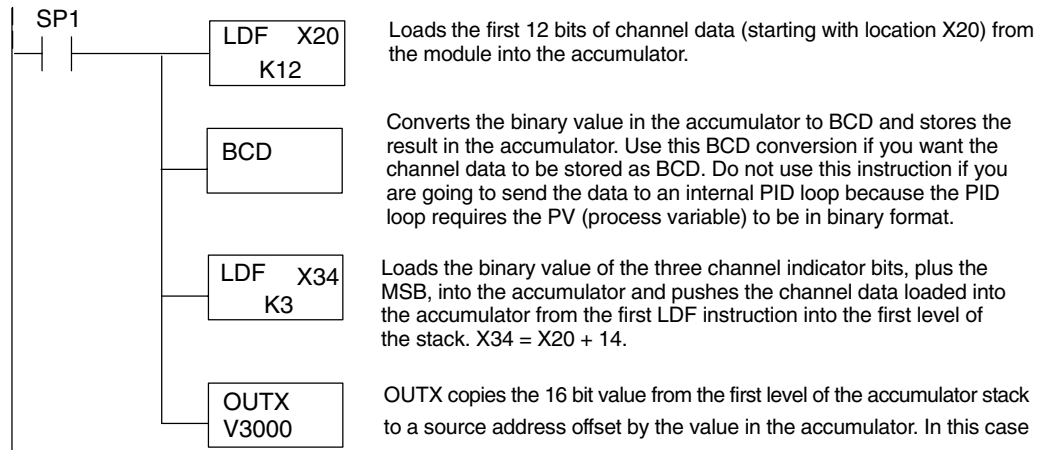 SP1
LDF X20
K12
Loads the first 12 bits of channel data (starting with location X20) from
the module into the accumulator.
BCD
Converts the binary value in the accumulator to BCD and stores the
result in the accumulator. Use this BCD conversion if you want the
channel data to be stored as BCD. Do not use this instruction if you
are going to send the data to an internal PID loop because the PID
loop requires the PV (process variable) to be in binary format.
LDF X34
K3
Loads the binary value of the three channel indicator bits, plus the
MSB, into the accumulator and pushes the channel data loaded into
the accumulator from the first LDF instruction into the first level of
the stack. X34 = X20 + 14.
OUTX
V3000
OUTX copies the 16 bit value from the first level of the accumulator stack
to a source address offset by the value in the accumulator. In this case